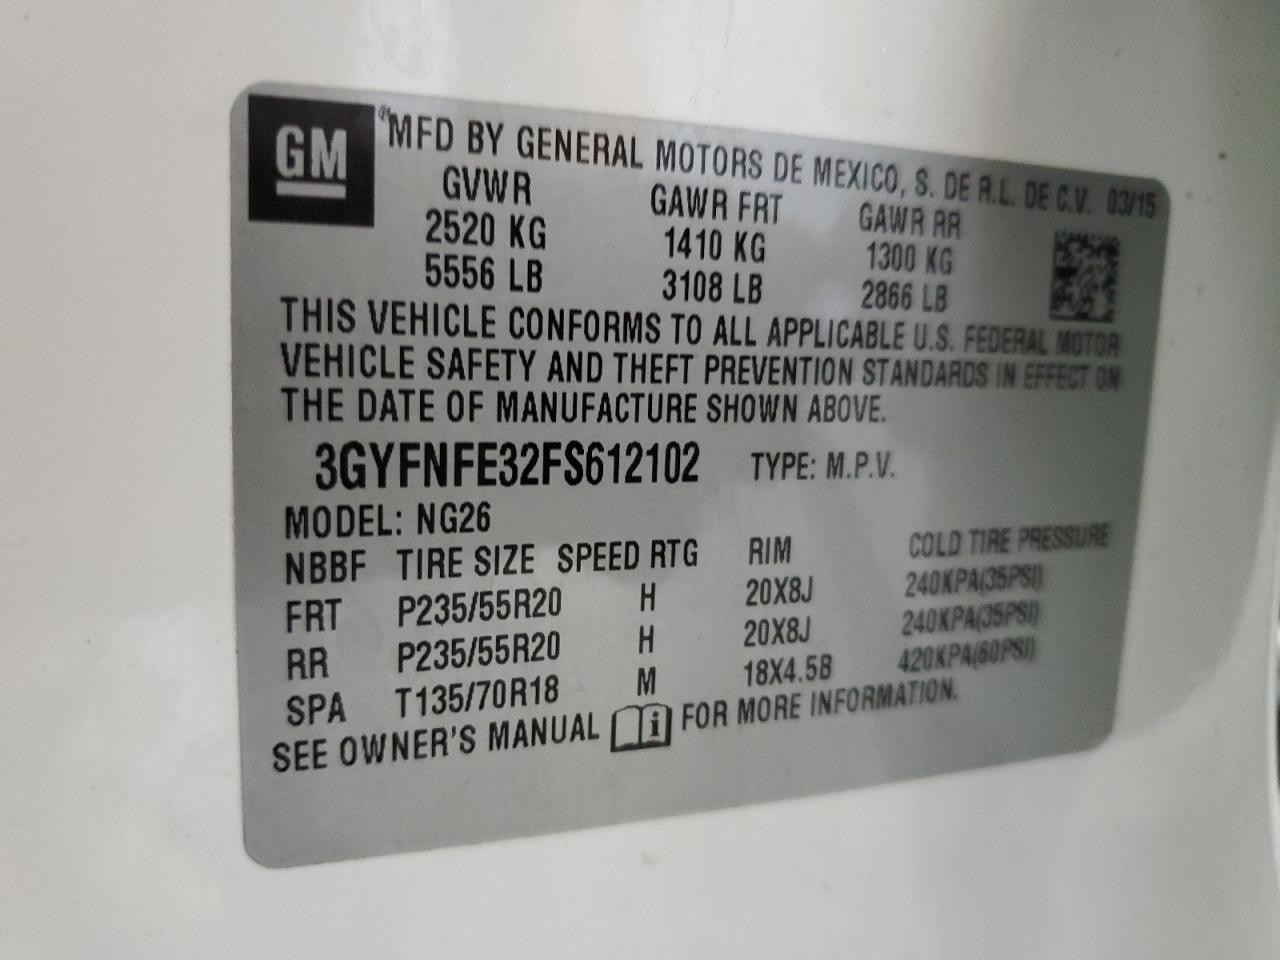 GM
MFD BY GENERAL MOTORS DE MEXICO, S. DE R.L. DE C.V. 03/15
GVWR GAWR FRT GAWR RR
2520 KG 1410 KG 1300 KG
5556 LB 3108 LB 2866 LB
THIS VEHICLE CONFORMS TO ALL APPLICABLE U.S. FEDERAL MOTOR
VEHICLE SAFETY AND THEFT PREVENTION STANDARDS IN EFFECT ON
THE DATE OF MANUFACTURE SHOWN ABOVE.
3GYFNFE32FS612102 TYPE: M.P.V.
MODEL: NG26
NBBF TIRE SIZE SPEED RTG RIM COLD TIRE PRESSURE
FRT P235/55R20 H 20X8J 240KPA(35PSI)
RR P235/55R20 H 20X8J 240KPA(35PSI)
SPA T135/70R18 M 18X4.5B 420KPA(60PSI)
SEE OWNER'S MANUAL i FOR MORE INFORMATION.